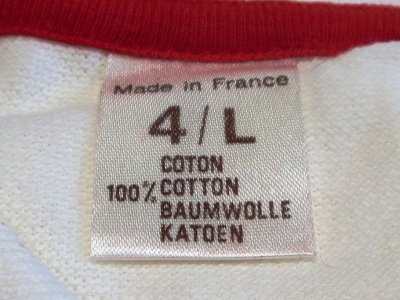 Made in France
4/L
COTON
100% COTTON
BAUMWOLLE
KATOEN